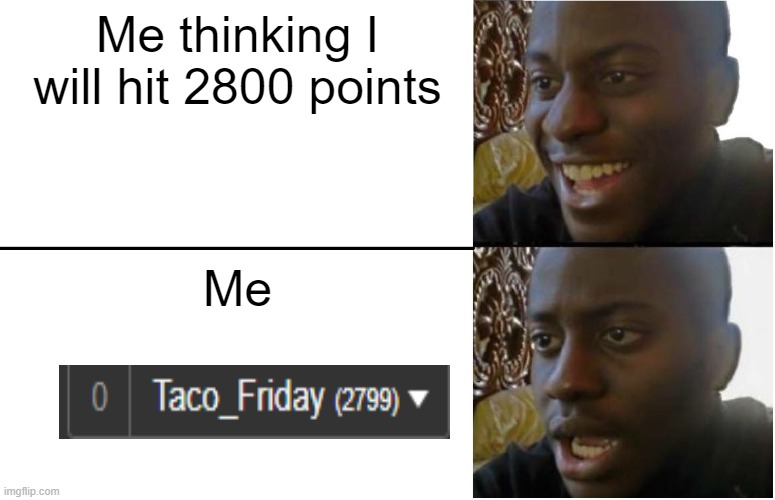 Me thinking I
will hit 2800 points
Me
0 Taco_Friday (2799) ▼
imgflip.com